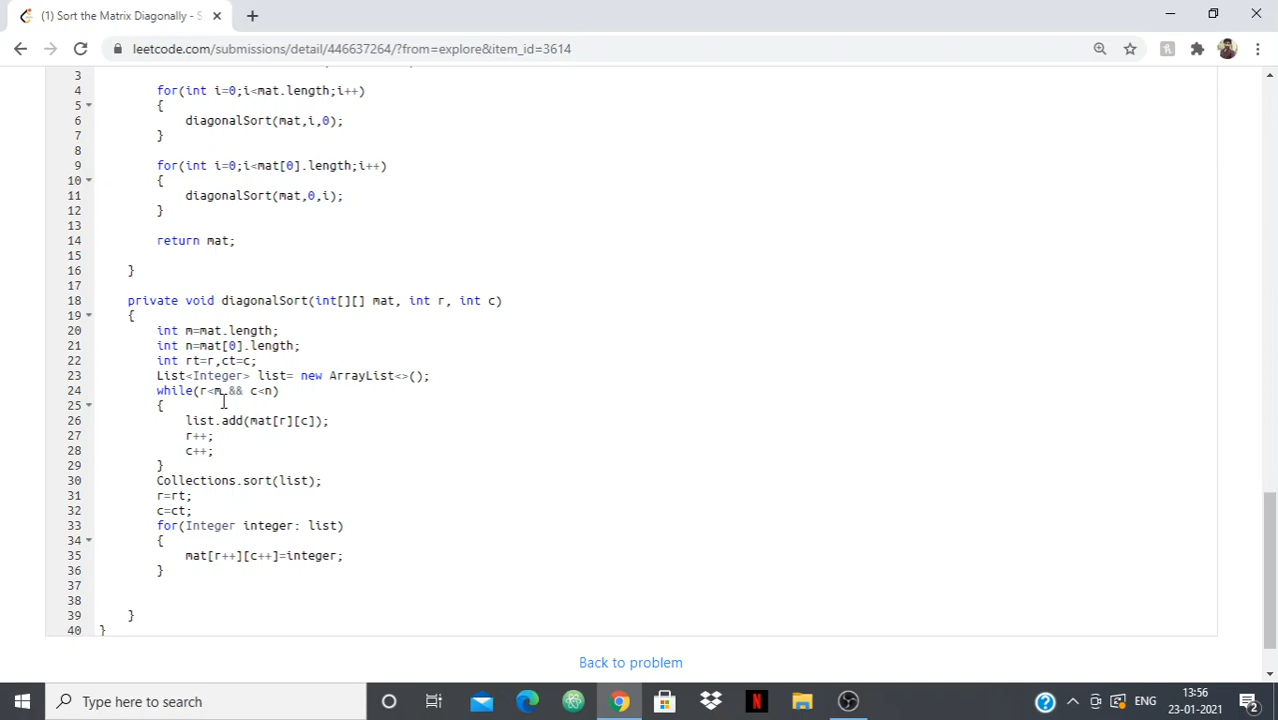 (1) Sort the Matrix Diagonally - S
leetcode.com/submissions/detail/446637264/?from=explore&item_id=3614
3
4 for(int i=0;i<mat.length;i++)
5 {
6 diagonalSort(mat,i,0);
7 }
8
9 for(int i=0;i<mat[0].length;i++)
10 {
11 diagonalSort(mat,0,i);
12 }
13
14 return mat;
15
16 }
17
18 private void diagonalSort(int[][] mat, int r, int c)
19 {
20 int m=mat.length;
21 int n=mat[0].length;
22 int rt=r,ct=c;
23 List<Integer> list= new ArrayList<>();
24 while(r<m && c<n)
25 {
26 list.add(mat[r][c]);
27 r++;
28 c++;
29 }
30 Collections.sort(list);
31 r=rt;
32 c=ct;
33 for(Integer integer: list)
34 {
35 mat[r++][c++]=integer;
36 }
37
38
39 }
40 }
Back to problem
Type here to search
ENG
13:56
23-01-2021
2